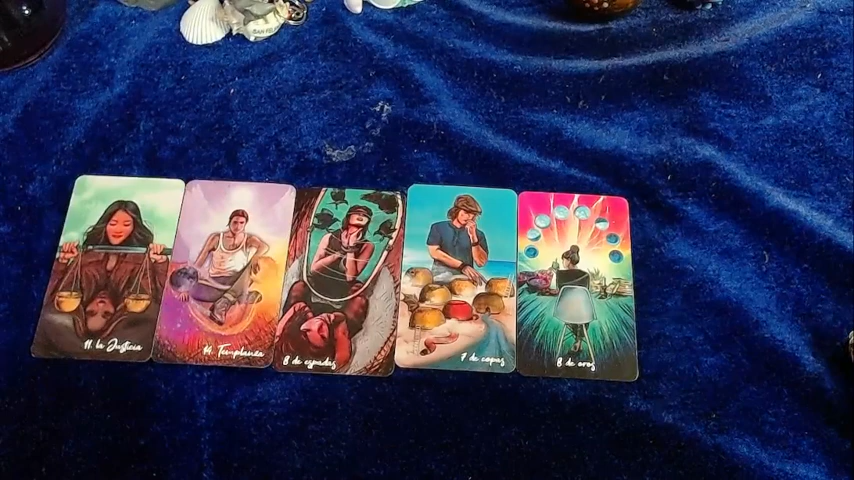 11. la Justicia
14. Templanza
8 de espadas
7 de copas
8 de oros